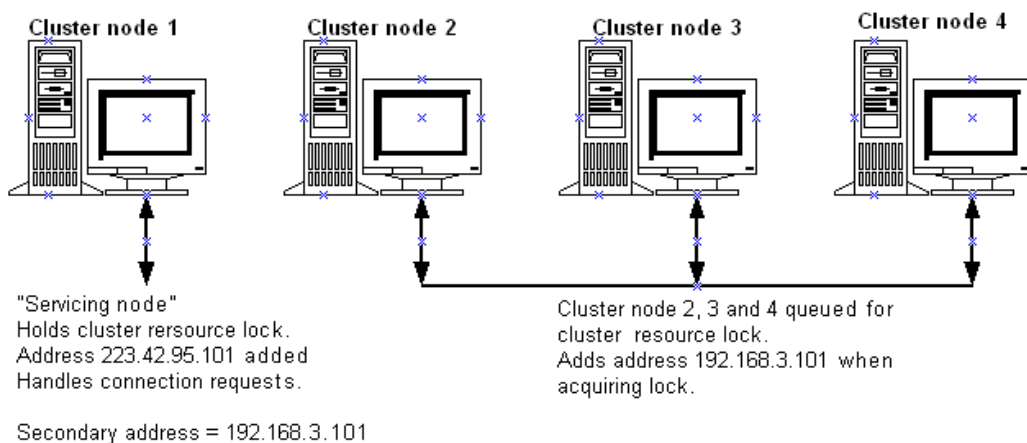 Cluster node 1
Cluster node 2
Cluster node 3
Cluster node 4
"Servicing node"
Holds cluster rersource lock.
Address 223.42.95.101 added
Handles connection requests.
Secondary address = 192.168.3.101
Cluster node 2, 3 and 4 queued for
cluster resource lock.
Adds address 192.168.3.101 when
acquiring lock.